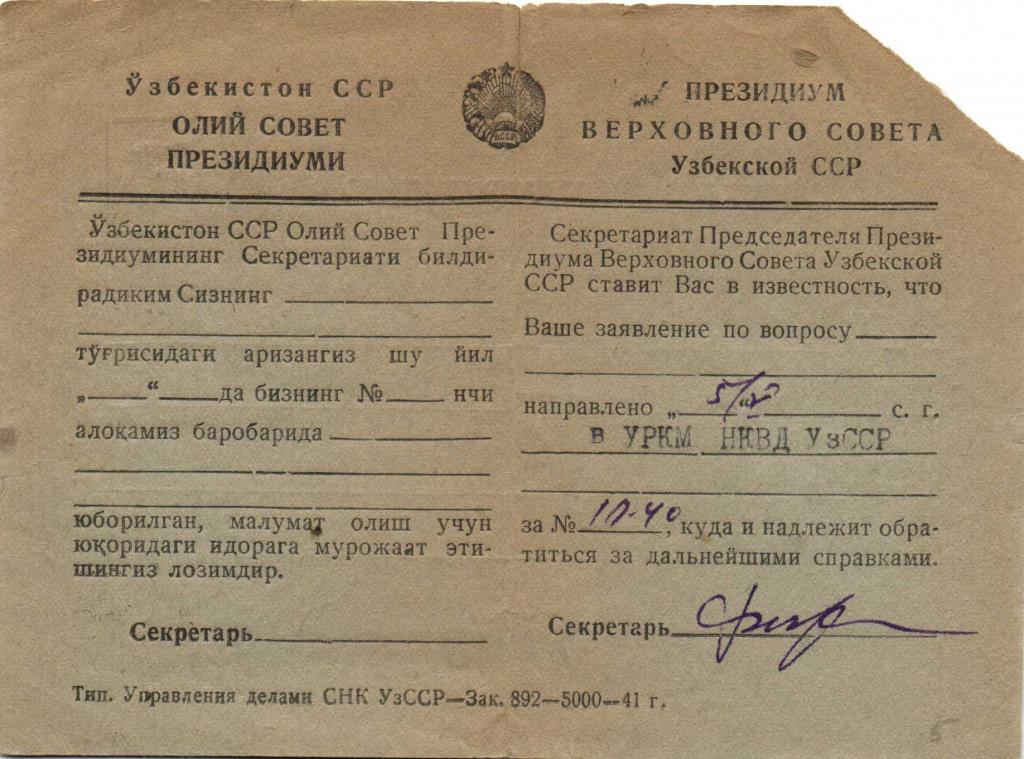 Ўзбекистон ССР
ОЛИЙ СОВЕТ
ПРЕЗИДИУМИ
ПРЕЗИДИУМ
ВЕРХОВНОГО СОВЕТА
Узбекской ССР
Ўзбекистон ССР Олий Совет Пре-
зидиумининг Секретариати билди-
радиким Сизнинг
тўғрисидаги аризангиз шу йил
„ “ да бизнинг № нчи
алоқамиз баробарида
юборилган, малумат олиш учун
юқоридаги идорага мурожаат эти-
шингиз лозимдир.
Секретарь
Секретариат Председателя Прези-
диума Верховного Совета Узбекской
ССР ставит Вас в известность, что
Ваше заявление по вопросу
направлено „5/V“ с. г.
в УРКМ НКВД УзССР
за № , куда и надлежит обра-
титься за дальнейшими справками.
Секретарь
Тип. Управления делами СНК УзССР—Зак. 892—5000—41 г.
5